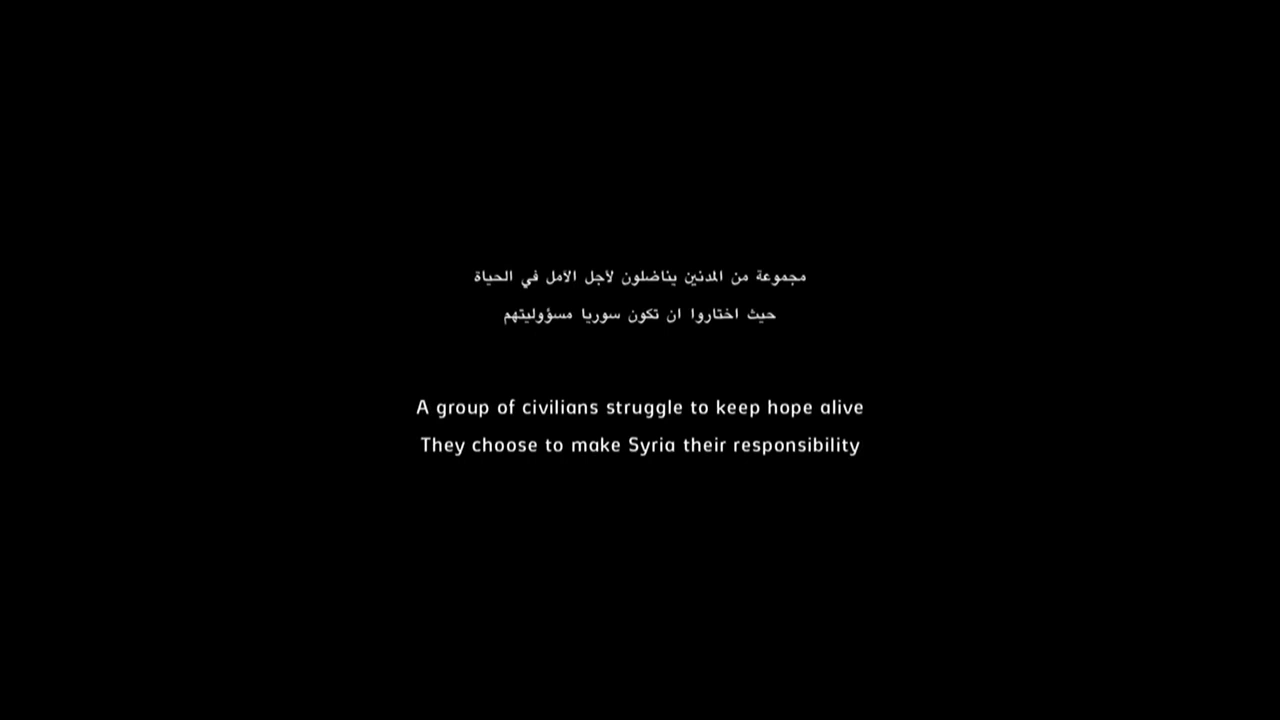 مجموعة من المدنين يناضلون لأجل الأمل في الحياة
حيث اختاروا ان تكون سوريا مسؤوليتهم
A group of civilians struggle to keep hope alive
They choose to make Syria their responsibility